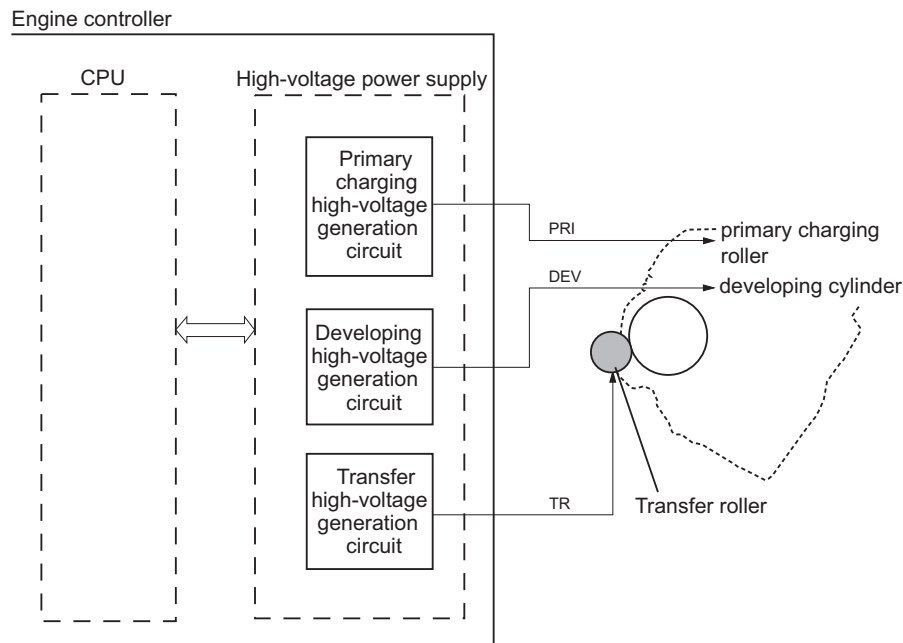 Engine controller
CPU
High-voltage power supply
Primary
charging
high-voltage
generation
circuit
PRI
primary charging
roller
DEV
developing cylinder
Developing
high-voltage
generation
circuit
Transfer
high-voltage
generation
circuit
TR
Transfer roller